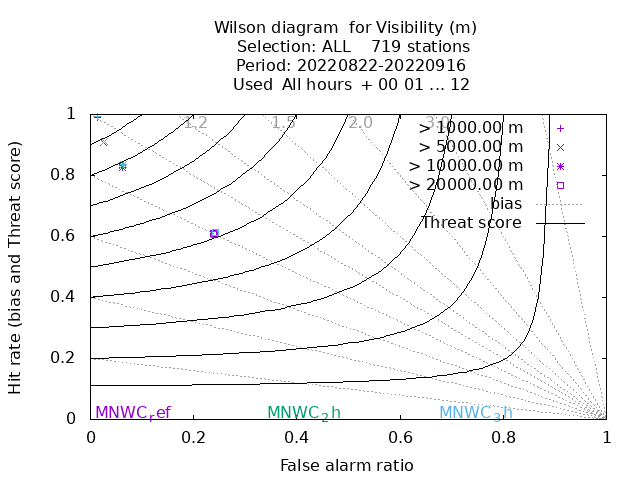 Wilson diagram  for Visibility (m)
Selection: ALL    719 stations
Period: 20220822-20220916
Used  All hours  + 00 01 ... 12
Hit rate (bias and Threat score)
1
0.8
0.6
0.4
0.2
0
1.2
1.5
2.0
3.0
> 1000.00 m
> 5000.00 m
> 10000.00 m
> 20000.00 m
bias
Threat score
MNWCref
MNWC2h
MNWC3h
0
0.2
0.4
0.6
0.8
1
False alarm ratio